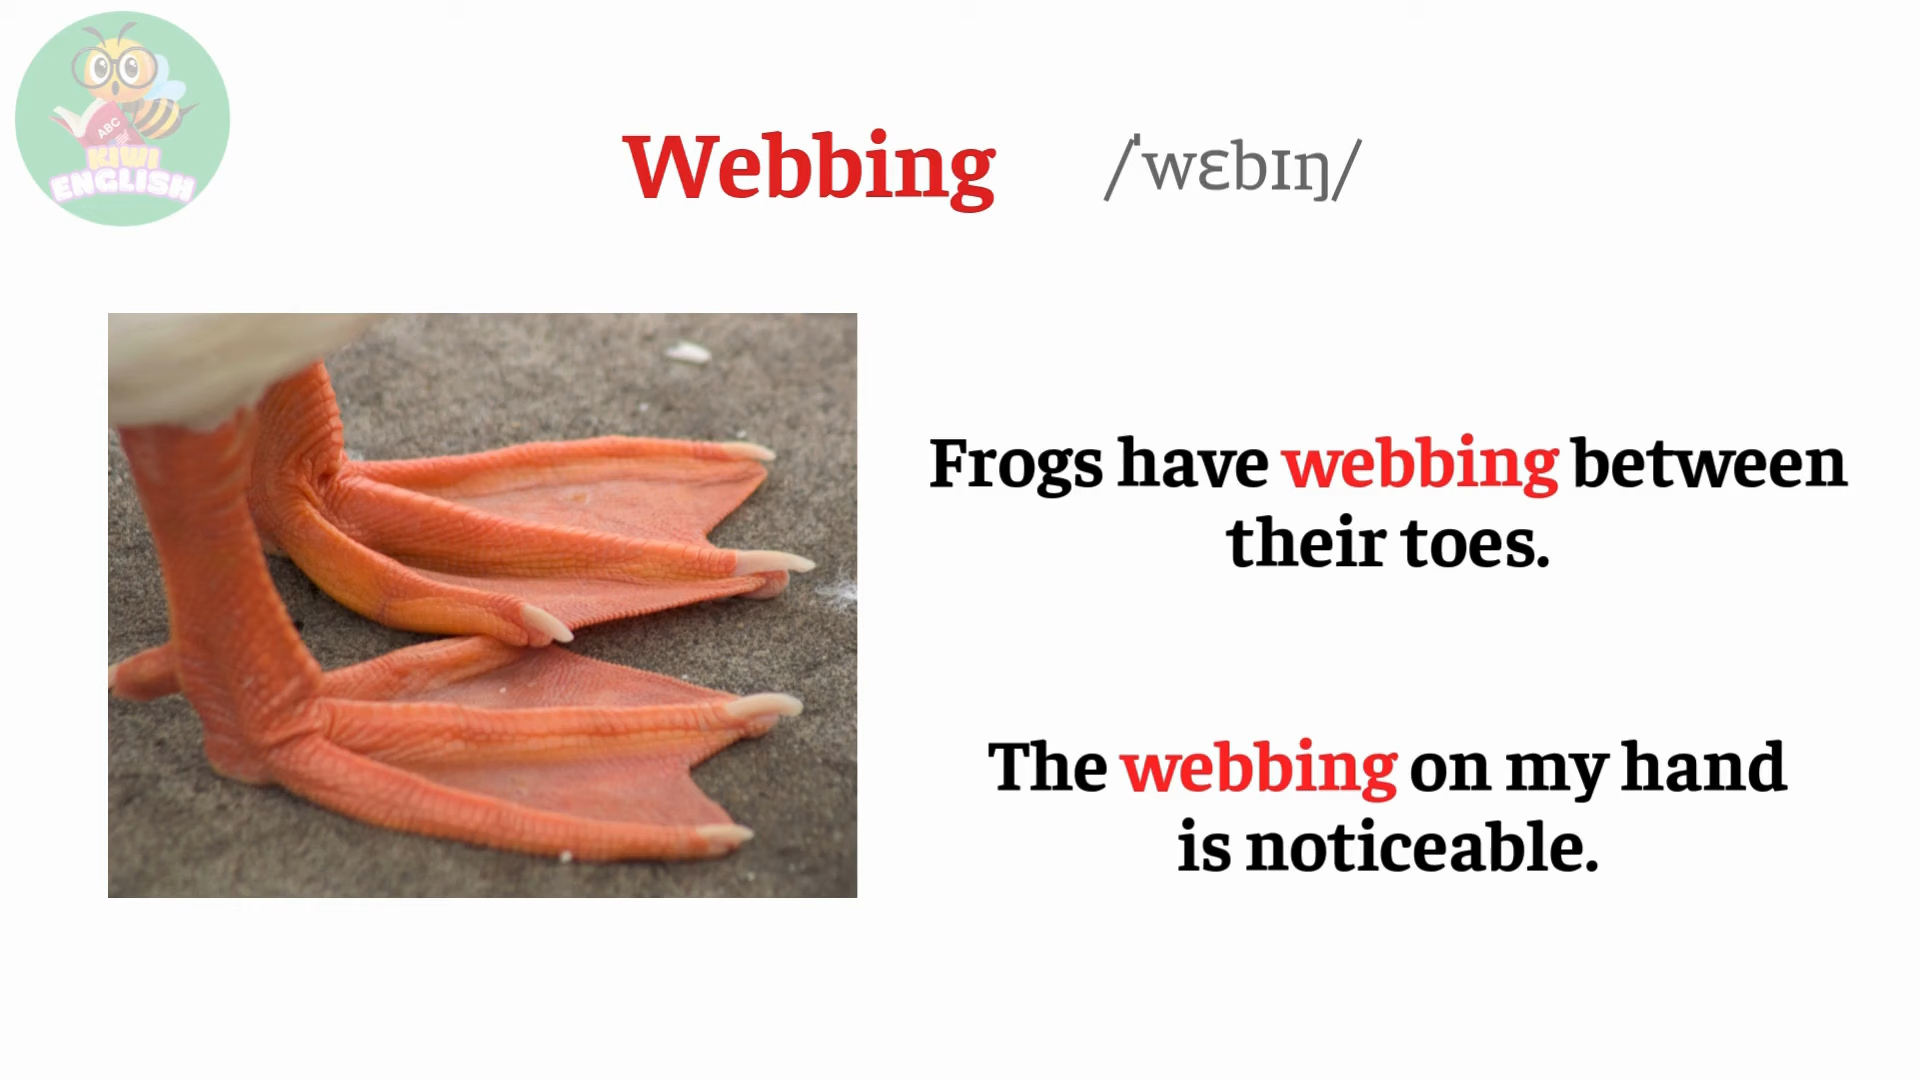 ABC
KIWI
ENGLISH
Webbing /ˈwɛbɪŋ/
Frogs have webbing between
their toes.
The webbing on my hand
is noticeable.